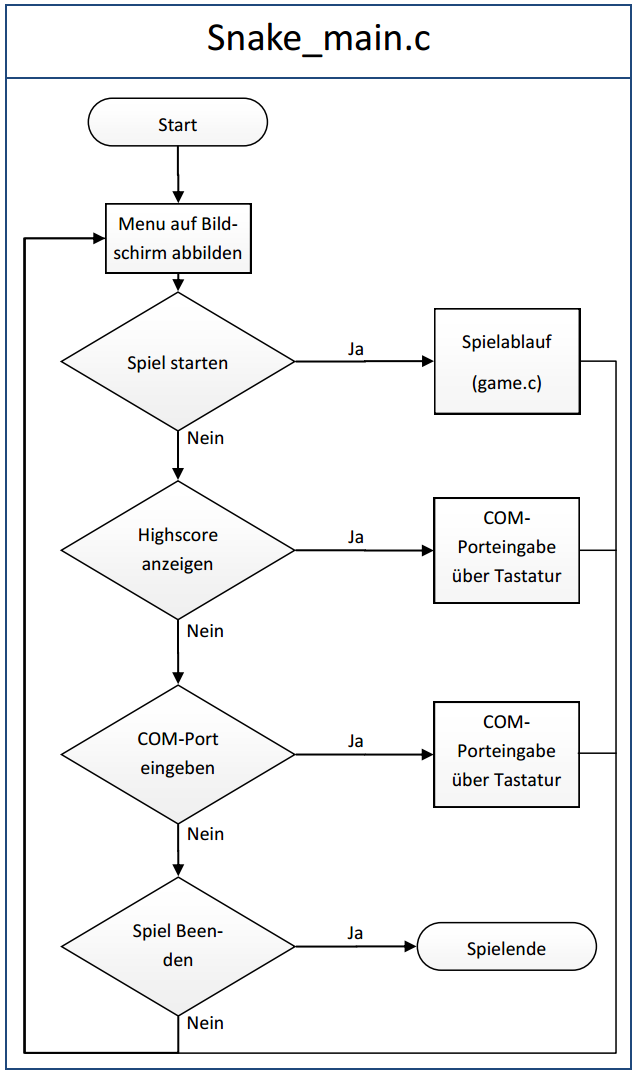 Snake_main.c
Start
Menu auf Bild-
schirm abbilden
Spiel starten
Ja
Spielablauf
(game.c)
Nein
Highscore
anzeigen
Ja
COM-
Porteingabe
über Tastatur
Nein
COM-Port
eingeben
Ja
COM-
Porteingabe
über Tastatur
Nein
Spiel Been-
den
Ja
Spielende
Nein